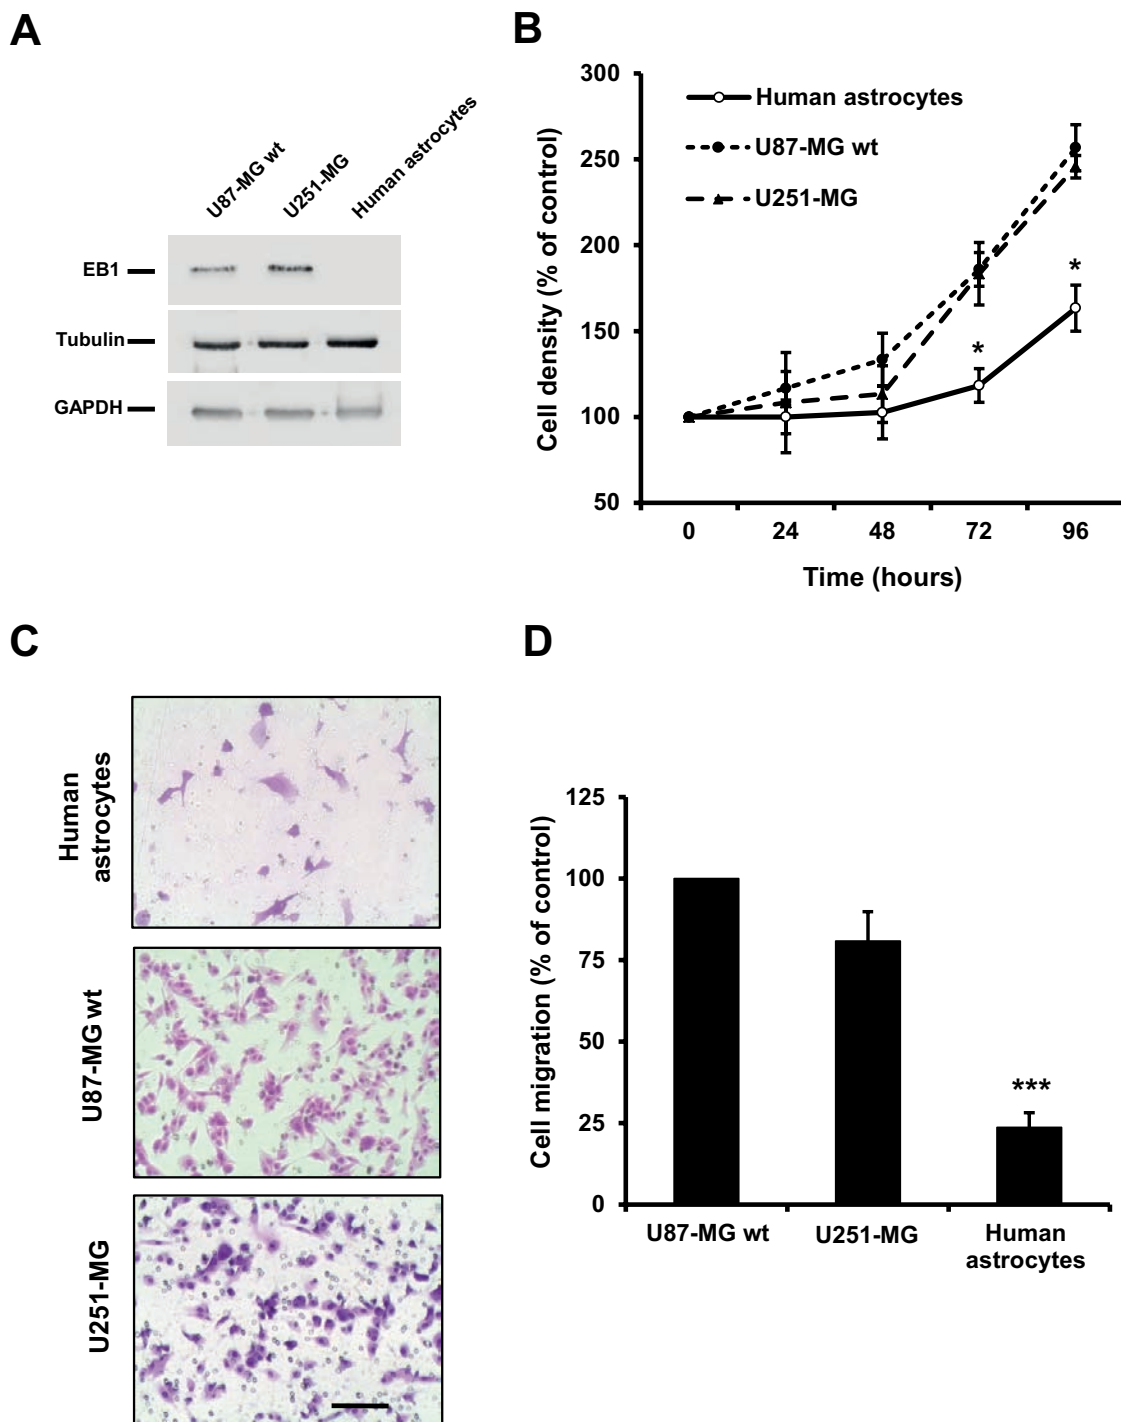 A
U87-MG wt
U251-MG
Human astrocytes
EB1
Tubulin
GAPDH
B
Cell density (% of control)
300
250
200
150
100
50
Human astrocytes
U87-MG wt
U251-MG
*
*
0 24 48 72 96
Time (hours)
C
Human
astrocytes
U87-MG wt
U251-MG
D
Cell migration (% of control)
125
100
75
50
25
0
***
U87-MG wt
U251-MG
Human
astrocytes